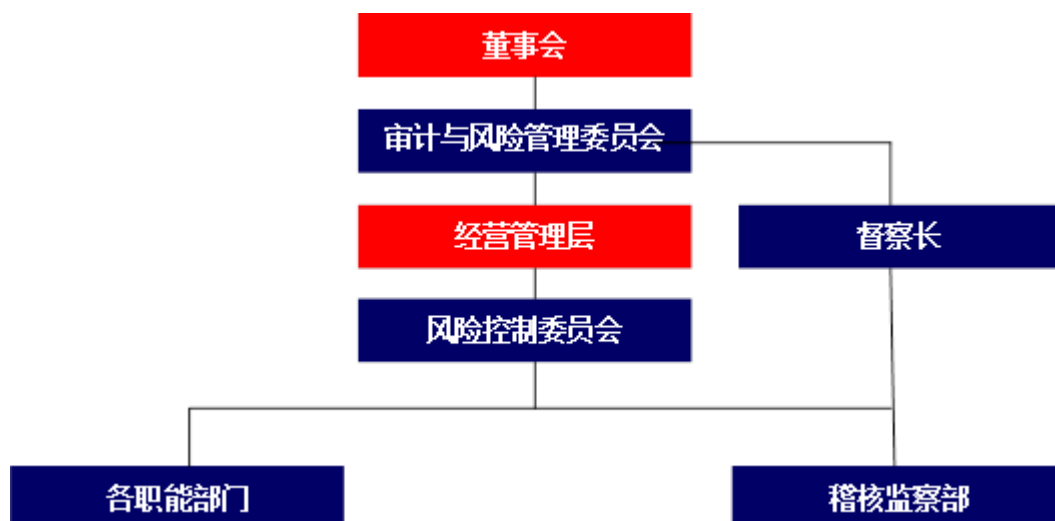 董事会
审计与风险管理委员会
经营管理层
督察长
风险控制委员会
各职能部门
稽核监察部